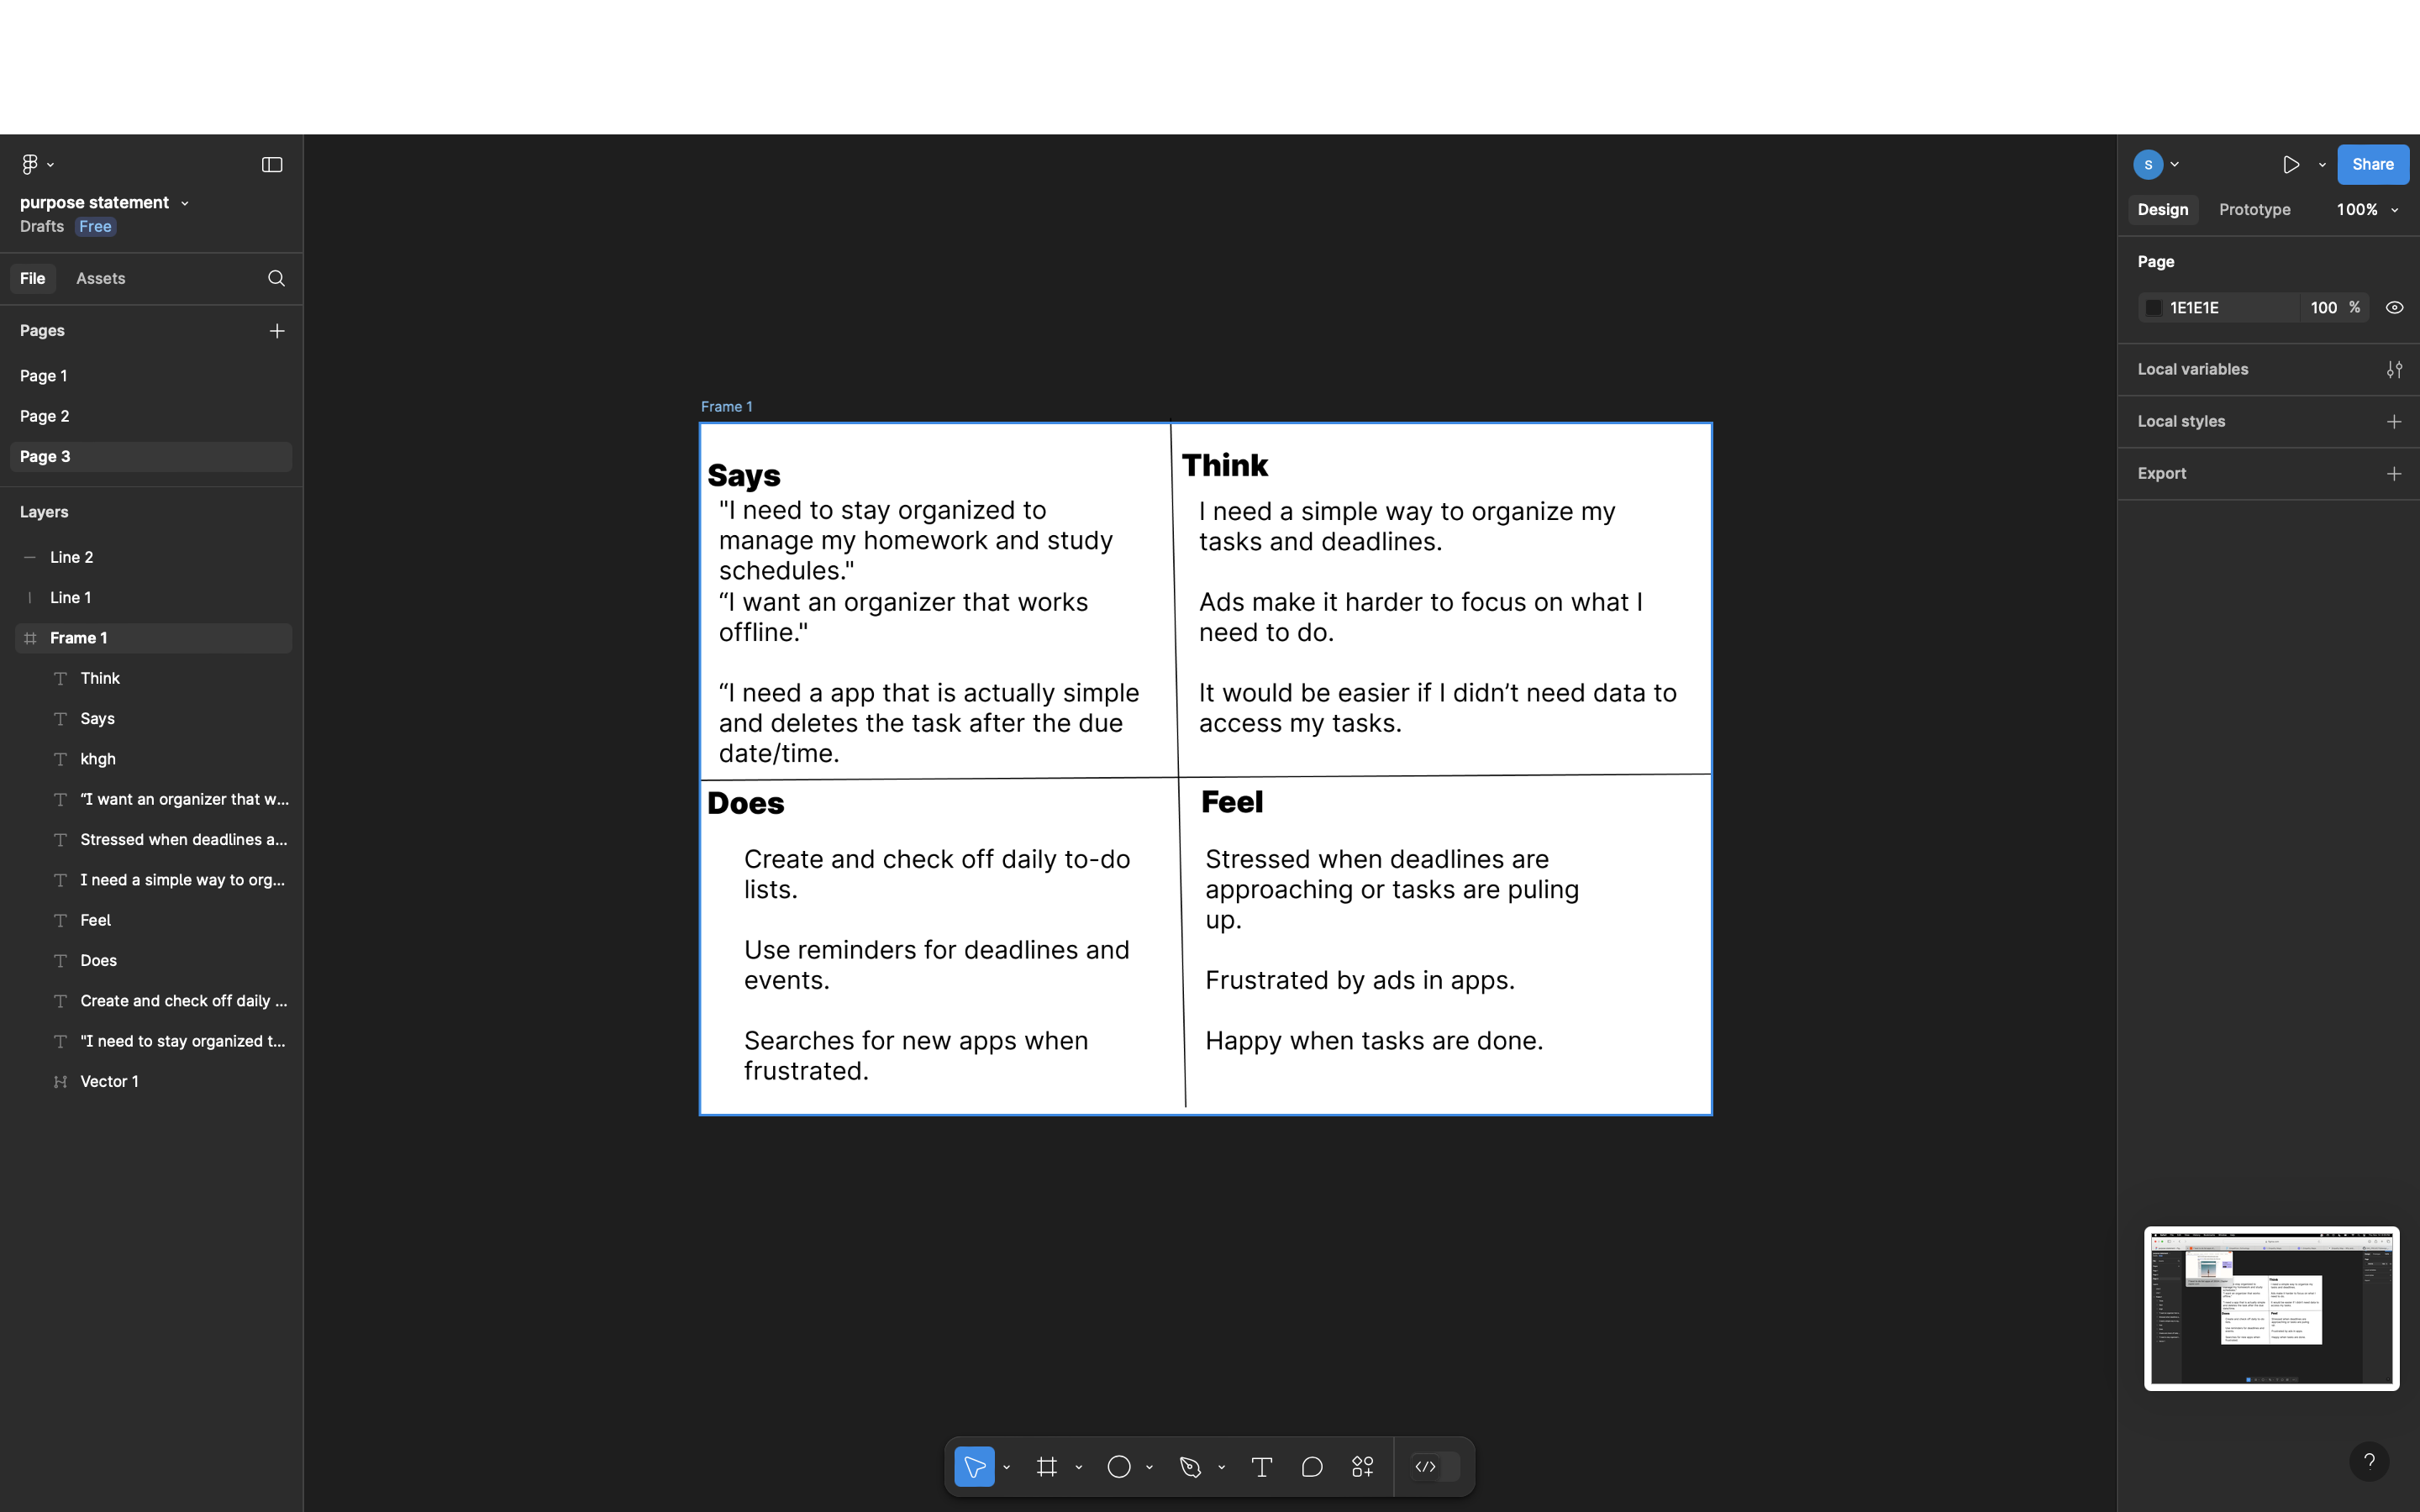 purpose statement
Drafts Free
File Assets
Pages
Page 1
Page 2
Page 3
Layers
Line 2
Line 1
Frame 1
Think
Says
khgh
“I want an organizer that w...
Stressed when deadlines a...
I need a simple way to org...
Feel
Does
Create and check off daily ...
"I need to stay organized t...
Vector 1
Frame 1
Says
"I need to stay organized to
manage my homework and study
schedules."
“I want an organizer that works
offline."
“I need a app that is actually simple
and deletes the task after the due
date/time.
Think
I need a simple way to organize my
tasks and deadlines.
Ads make it harder to focus on what I
need to do.
It would be easier if I didn’t need data to
access my tasks.
Does
Create and check off daily to-do
lists.
Use reminders for deadlines and
events.
Searches for new apps when
frustrated.
Feel
Stressed when deadlines are
approaching or tasks are puling
up.
Frustrated by ads in apps.
Happy when tasks are done.
S
Share
Design Prototype 100%
Page
1E1E1E 100 %
Local variables
Local styles
Export
?